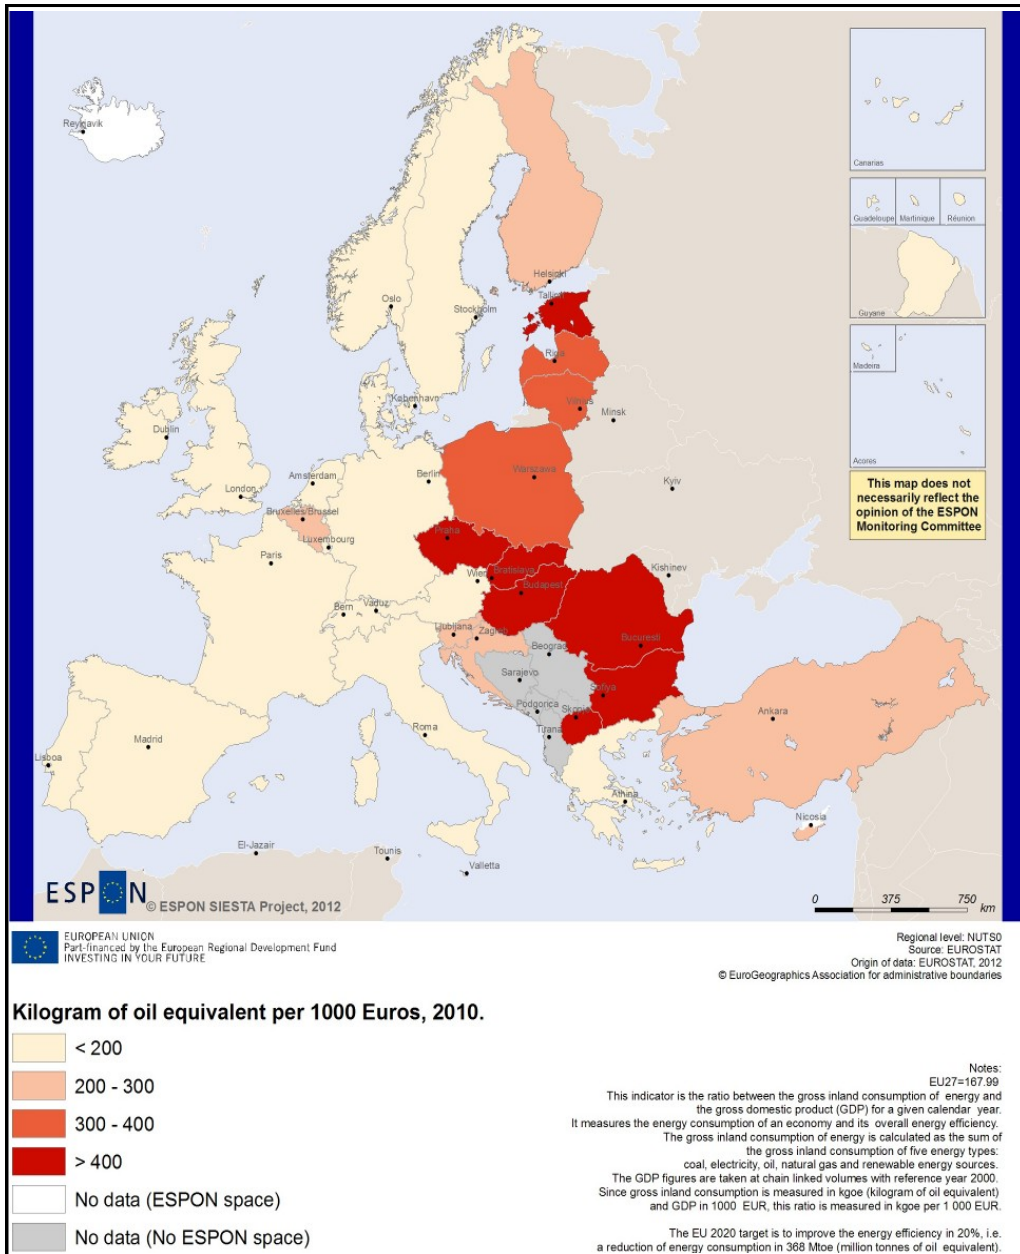 Reykjavik
Canarias
Guadeloupe
Martinique
Réunion
Guyane
Helsinki
Oslo
Tallinn
Stockholm
Riga
Madeira
København
Vilnius
Minsk
Dublin
Acores
Berlin
Warszawa
Amsterdam
London
Kyiv
This map does not
necessarily reflect the
opinion of the ESPON
Monitoring Committee
Bruxelles/Brussel
Praha
Luxembourg
Paris
Wien
Bratislava
Kishinev
Budapest
Bern
Vaduz
Ljubljana
Zagreb
Bucuresti
Beograd
Sarajevo
Sofiya
Podgorica
Skopje
Ankara
Roma
Tirana
Madrid
Lisboa
Athina
Nicosia
El-Jazair
Tounis
Valletta
ESPON
© ESPON SIESTA Project, 2012
0 375 750
km
EUROPEAN UNION
Part-financed by the European Regional Development Fund
INVESTING IN YOUR FUTURE
Regional level: NUTS0
Source: EUROSTAT
Origin of data: EUROSTAT, 2012
© EuroGeographics Association for administrative boundaries
Kilogram of oil equivalent per 1000 Euros, 2010.
< 200
200 - 300
300 - 400
> 400
No data (ESPON space)
No data (No ESPON space)
Notes:
EU27=167.99
This indicator is the ratio between the gross inland consumption of energy and
the gross domestic product (GDP) for a given calendar year.
It measures the energy consumption of an economy and its overall energy efficiency.
The gross inland consumption of energy is calculated as the sum of
the gross inland consumption of five energy types:
coal, electricity, oil, natural gas and renewable energy sources.
The GDP figures are taken at chain linked volumes with reference year 2000.
Since gross inland consumption is measured in kgoe (kilogram of oil equivalent)
and GDP in 1000 EUR, this ratio is measured in kgoe per 1 000 EUR.
The EU 2020 target is to improve the energy efficiency in 20%, i.e.
a reduction of energy consumption in 368 Mtoe (million tonnes of oil equivalent).